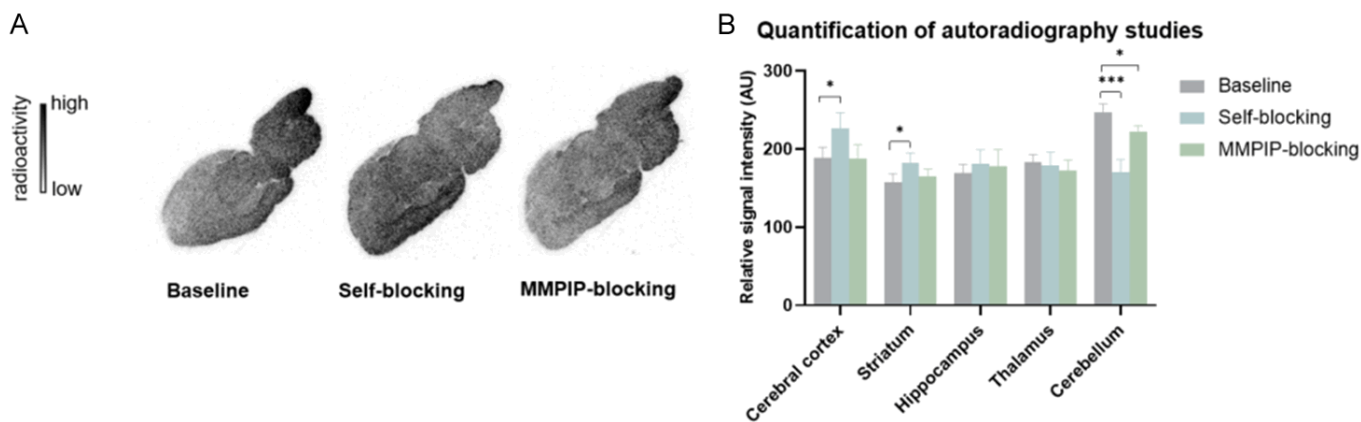 A
high
radioactivity
low
Baseline
Self-blocking
MMPIP-blocking
B
Quantification of autoradiography studies
Relative signal intensity (AU)
300
200
100
0
*
*
***
*
Cerebral cortex
Striatum
Hippocampus
Thalamus
Cerebellum
Baseline
Self-blocking
MMPIP-blocking